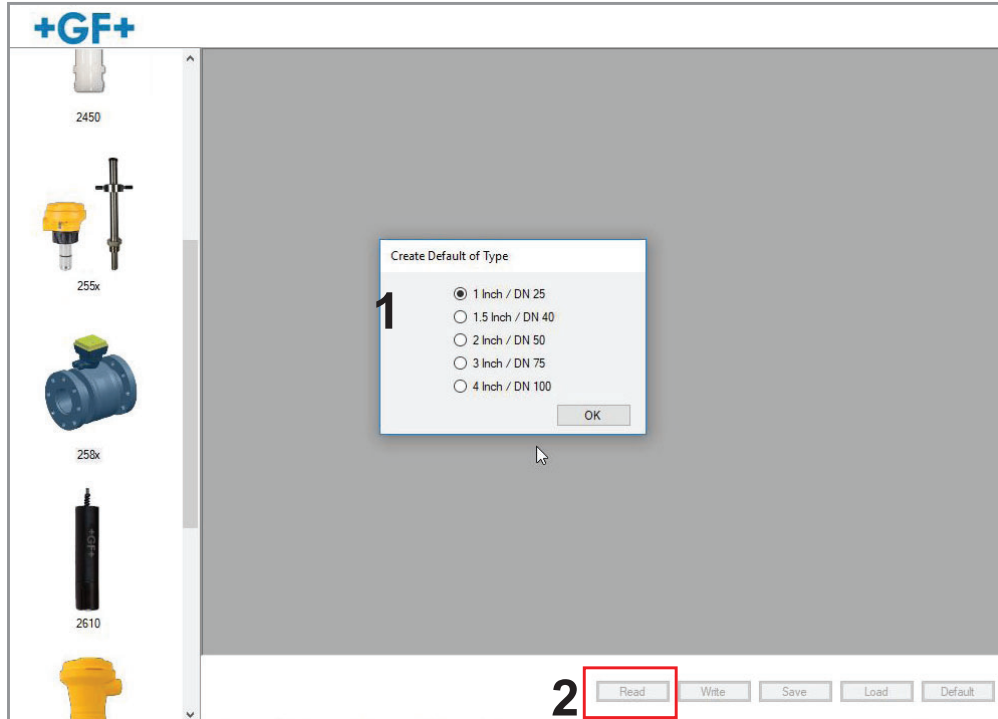 +GF+
2450
255x
258x
+GF+
2610
Create Default of Type
1
1 Inch / DN 25
1.5 Inch / DN 40
2 Inch / DN 50
3 Inch / DN 75
4 Inch / DN 100
OK
2
Read
Write
Save
Load
Default